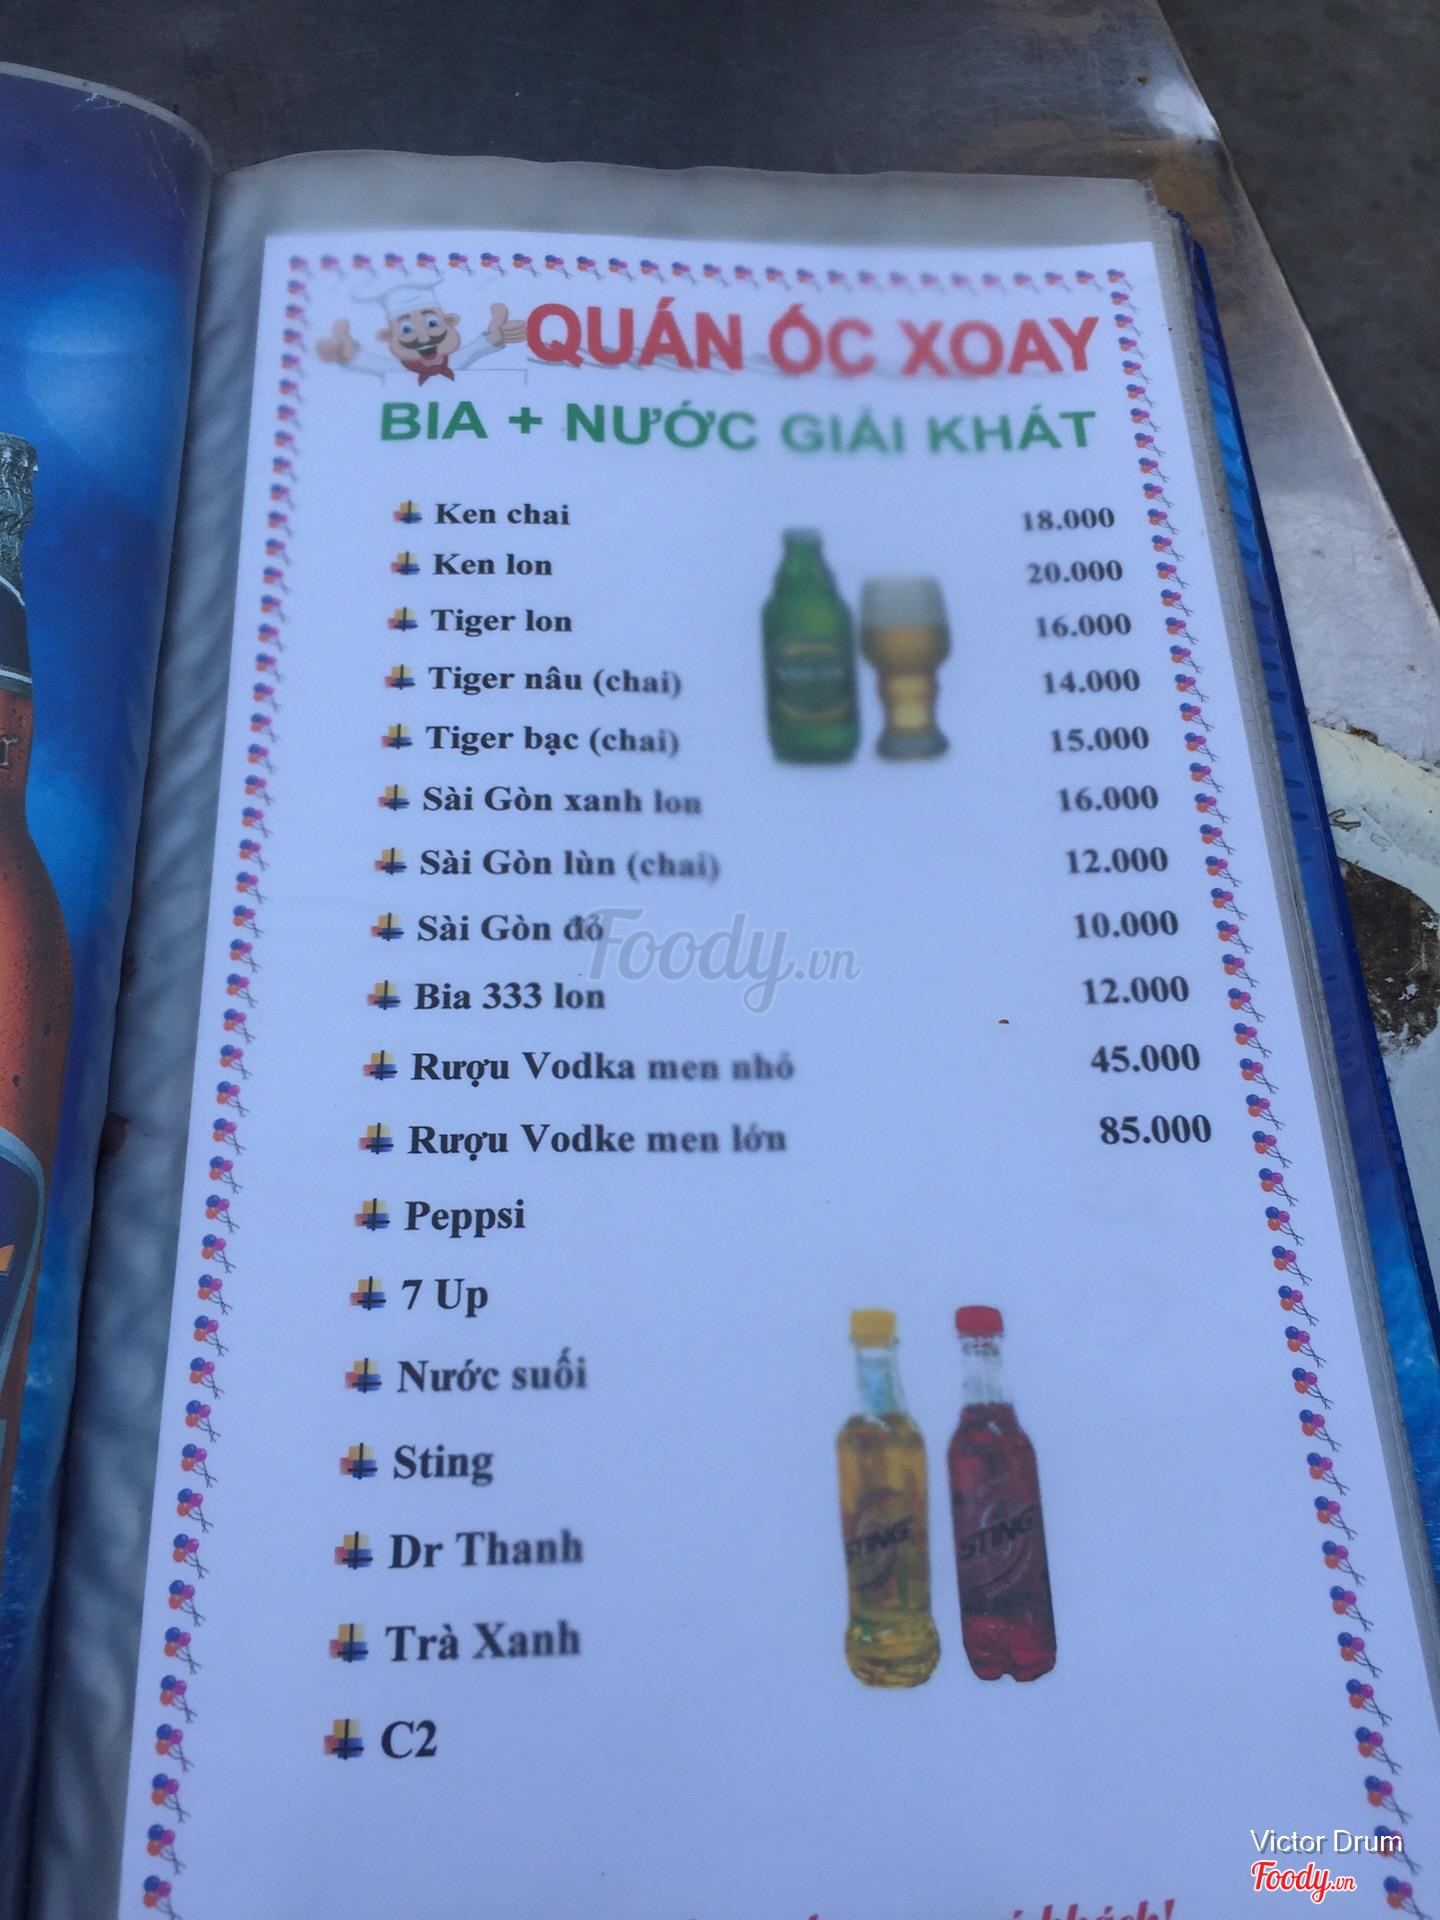 QUÁN ỐC XOAY
BIA + NƯỚC GIẢI KHÁT
Ken chai 18.000
Ken lon 20.000
Tiger lon 16.000
Tiger nâu (chai) 14.000
Tiger bạc (chai) 15.000
Sài Gòn xanh lon 16.000
Sài Gòn lùn (chai) 12.000
Sài Gòn đỏ 10.000
Foody.vn
Bia 333 lon 12.000
Rượu Vodka men nhỏ 45.000
Rượu Vodke men lớn 85.000
Peppsi
7 Up
Nước suối
Sting
STING STING
Dr Thanh
Trà Xanh
C2
Victor Drum
Foody.vn
khách!